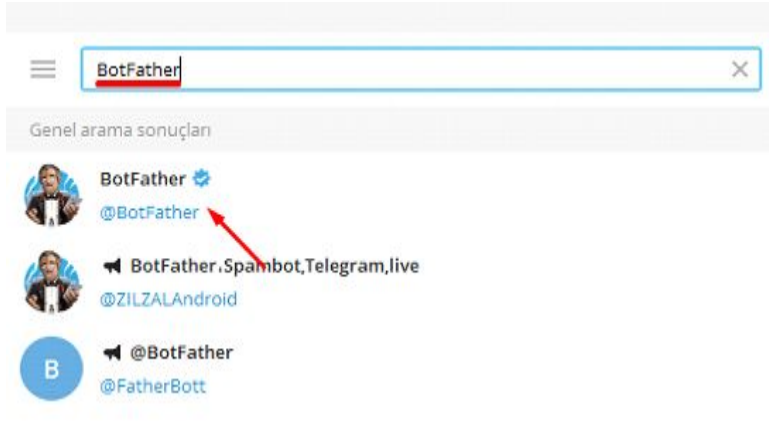 BotFather
Genel arama sonuçları
BotFather
@BotFather
BotFather,Spambot,Telegram,live
@ZILZALAndroid
@BotFather
B
@FatherBott